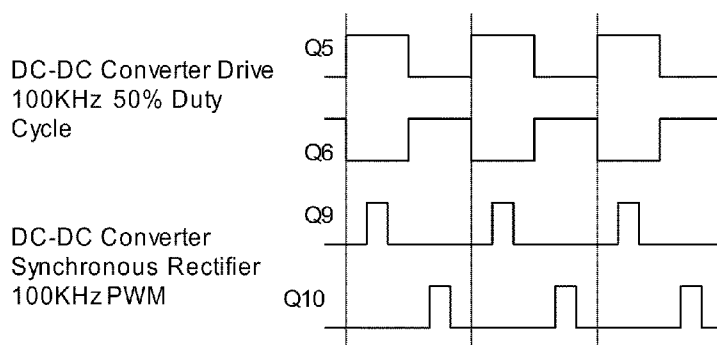 DC-DC Converter Drive
100KHz 50% Duty
Cycle
Q5
Q6
DC-DC Converter
Synchronous Rectifier
100KHz PWM
Q9
Q10